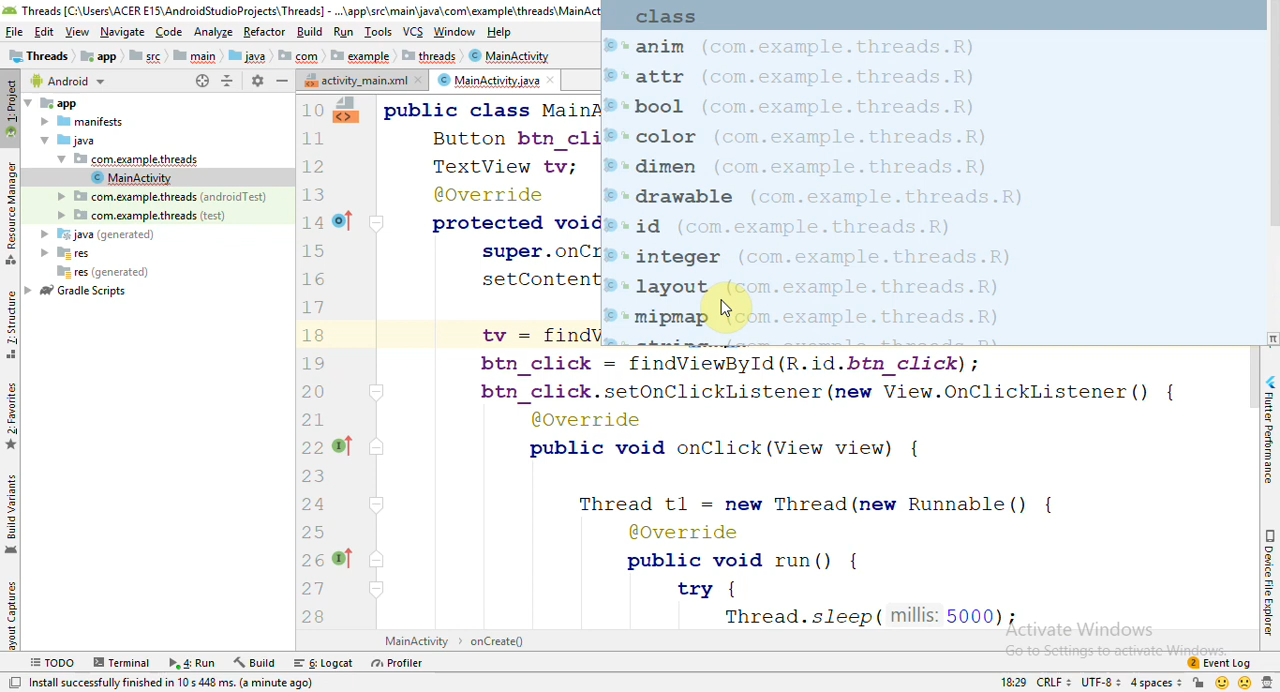 Threads [C:\Users\ACER E15\AndroidStudioProjects\Threads] - ...\app\src\main\java\com\example\threads\MainAct
File Edit View Navigate Code Analyze Refactor Build Run Tools VCS Window Help
Threads app src main java com example threads MainActivity
Android
activity_main.xml
MainActivity.java
1: Project
Resource Manager
Z: Structure
2: Favorites
Build Variants
ayout Captures
app
manifests
java
com.example.threads
MainActivity
com.example.threads (androidTest)
com.example.threads (test)
java (generated)
res
res (generated)
Gradle Scripts
class
anim (com.example.threads.R)
attr (com.example.threads.R)
bool (com.example.threads.R)
color (com.example.threads.R)
dimen (com.example.threads.R)
drawable (com.example.threads.R)
id (com.example.threads.R)
integer (com.example.threads.R)
layout (com.example.threads.R)
mipmap (com.example.threads.R)
10 public class MainA
11 Button btn_cli
12 TextView tv;
13 @Override
14 protected void
15 super.onCr
16 setContent
17
18 tv = findV
19 btn_click = findViewById(R.id.btn_click);
20 btn_click.setOnClickListener(new View.OnClickListener() {
21 @Override
22 public void onClick(View view) {
23
24 Thread t1 = new Thread(new Runnable() {
25 @Override
26 public void run() {
27 try {
28 Thread.sleep( millis: 5000);
Flutter Performance
Device File Explorer
Activate Windows
Go to Settings to activate Windows.
MainActivity › onCreate()
TODO Terminal 4: Run Build 6: Logcat Profiler 2 Event Log
Install successfully finished in 10 s 448 ms. (a minute ago) 18:29 CRLF UTF-8 4 spaces